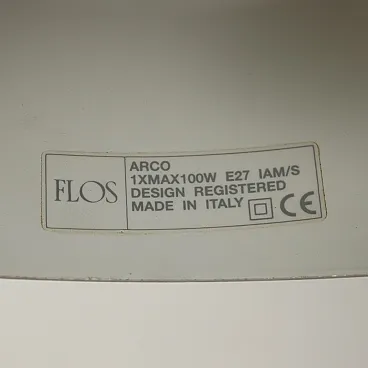 FLOS
ARCO
1XMAX100W E27 IAM/S
DESIGN REGISTERED
MADE IN ITALY CE